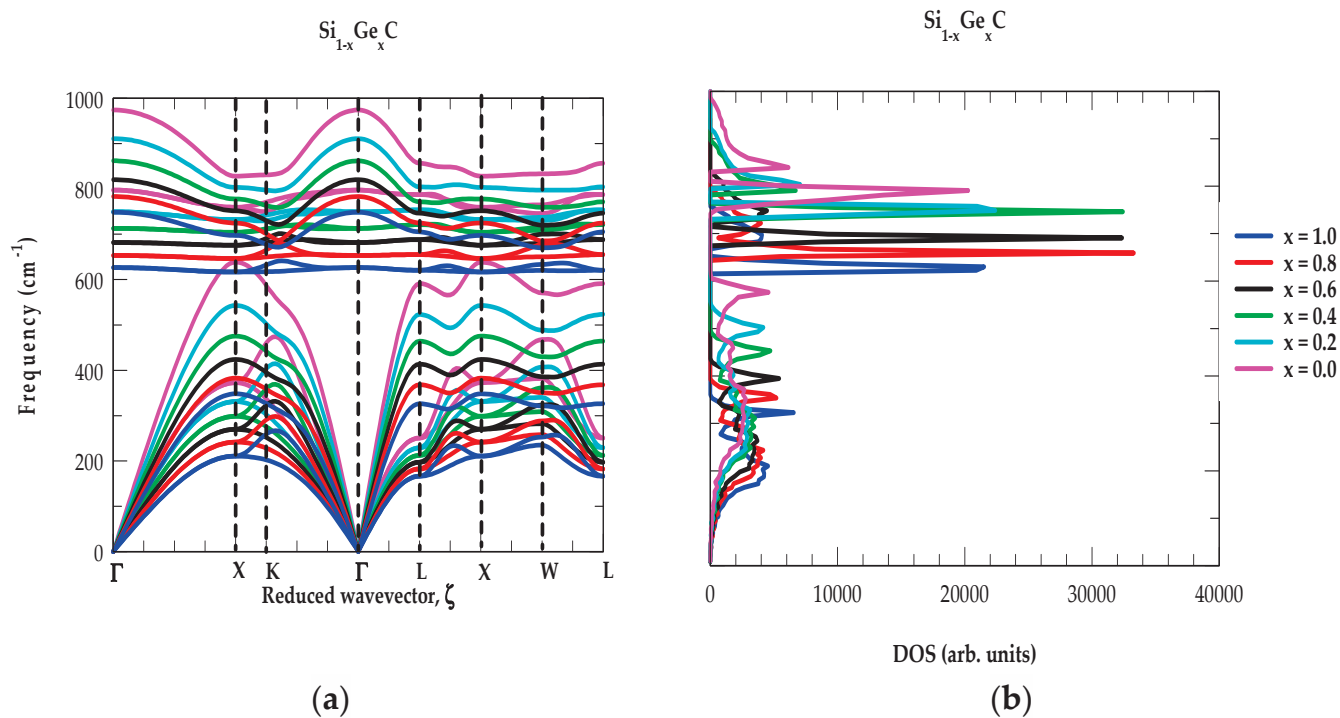 Si1-xGexC
1000
800
600
400
200
0
Frequency (cm-1)
Γ X K Γ L X W L
Reduced wavevector, ζ
(a)
Si1-xGexC
0 10000 20000 30000 40000
DOS (arb. units)
x = 1.0
x = 0.8
x = 0.6
x = 0.4
x = 0.2
x = 0.0
(b)